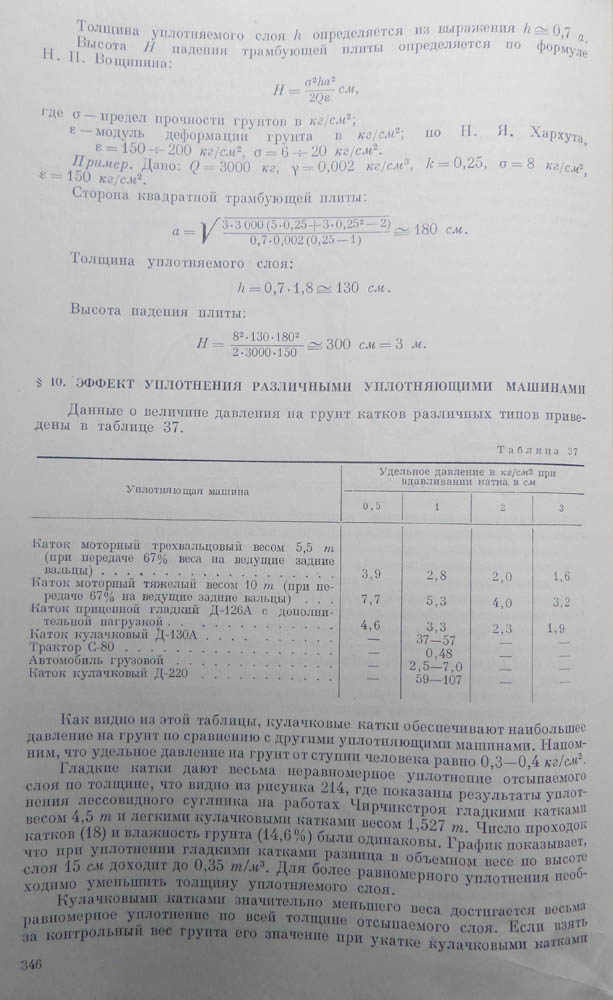 Толщина уплотняемого слоя h определяется из выражения h ≅ 0,7 a.
Высота H падения трамбующей плиты определяется по формуле
Н. П. Вощинина:
H = σ²ha² / 2Qε см,
где σ — предел прочности грунтов в кг/см²;
ε — модуль деформации грунта в кг/см²; по Н. Я. Хархута,
ε = 150 ÷ 200 кг/см², σ = 6 ÷ 20 кг/см².
Пример. Дано: Q = 3000 кг, γ = 0,002 кг/см³, k = 0,25, σ = 8 кг/см²,
ε = 150 кг/см².
Сторона квадратной трамбующей плиты:
a = √(3·3 000 (5·0,25+3·0,25² — 2) / 0,7·0,002 (0,25 — 1)) ≅ 180 см.
Толщина уплотняемого слоя:
h = 0,7·1,8 ≅ 130 см.
Высота падения плиты:
H = 8²·130·180² / 2·3000·150 ≅ 300 см = 3 м.
§ 10. ЭФФЕКТ УПЛОТНЕНИЯ РАЗЛИЧНЫМИ УПЛОТНЯЮЩИМИ МАШИНАМИ
Данные о величине давления на грунт катков различных типов приве-
дены в таблице 37.
Таблица 37
Уплотняющая машина
Удельное давление в кг/см² при
вдавливании катка в см
0,5 1 2 3
Каток моторный трехвальцовый весом 5,5 т
(при передаче 67% веса на ведущие задние
вальцы) . . . . . . . . . . . . . . . . . . 3,9 2,8 2,0 1,6
Каток моторный тяжелый весом 10 т (при пе-
редаче 67% на ведущие задние вальцы) . . . 7,7 5,3 4,0 3,2
Каток прицепной гладкий Д-126А с дополни-
тельной нагрузкой . . . . . . . . . . . . . 4,6 3,3 2,3 1,9
Каток кулачковый Д-130А . . . . . . . . . . — 37—57 — —
Трактор С-80 . . . . . . . . . . . . . . . . — 0,48 — —
Автомобиль грузовой . . . . . . . . . . . . — 2,5—7,0 — —
Каток кулачковый Д-220 . . . . . . . . . . . — 59—107 — —
Как видно из этой таблицы, кулачковые катки обеспечивают наибольшее
давление на грунт по сравнению с другими уплотняющими машинами. Напом-
ним, что удельное давление на грунт от ступни человека равно 0,3—0,4 кг/см².
Гладкие катки дают весьма неравномерное уплотнение отсыпаемого
слоя по толщине, что видно из рисунка 214, где показаны результаты уплот-
нения лессовидного суглинка на работах Чирчикстроя гладкими катками
весом 4,5 т и легкими кулачковыми катками весом 1,527 т. Число проходок
катков (18) и влажность грунта (14,6%) были одинаковы. График показывает,
что при уплотнении гладкими катками разница в объемном весе по высоте
слоя 15 см доходит до 0,35 т/м³. Для более равномерного уплотнения необ-
ходимо уменьшить толщину уплотняемого слоя.
Кулачковыми катками значительно меньшего веса достигается весьма
равномерное уплотнение по всей толщине отсыпаемого слоя. Если взять
за контрольный вес грунта его значение при укатке кулачковыми катками
346